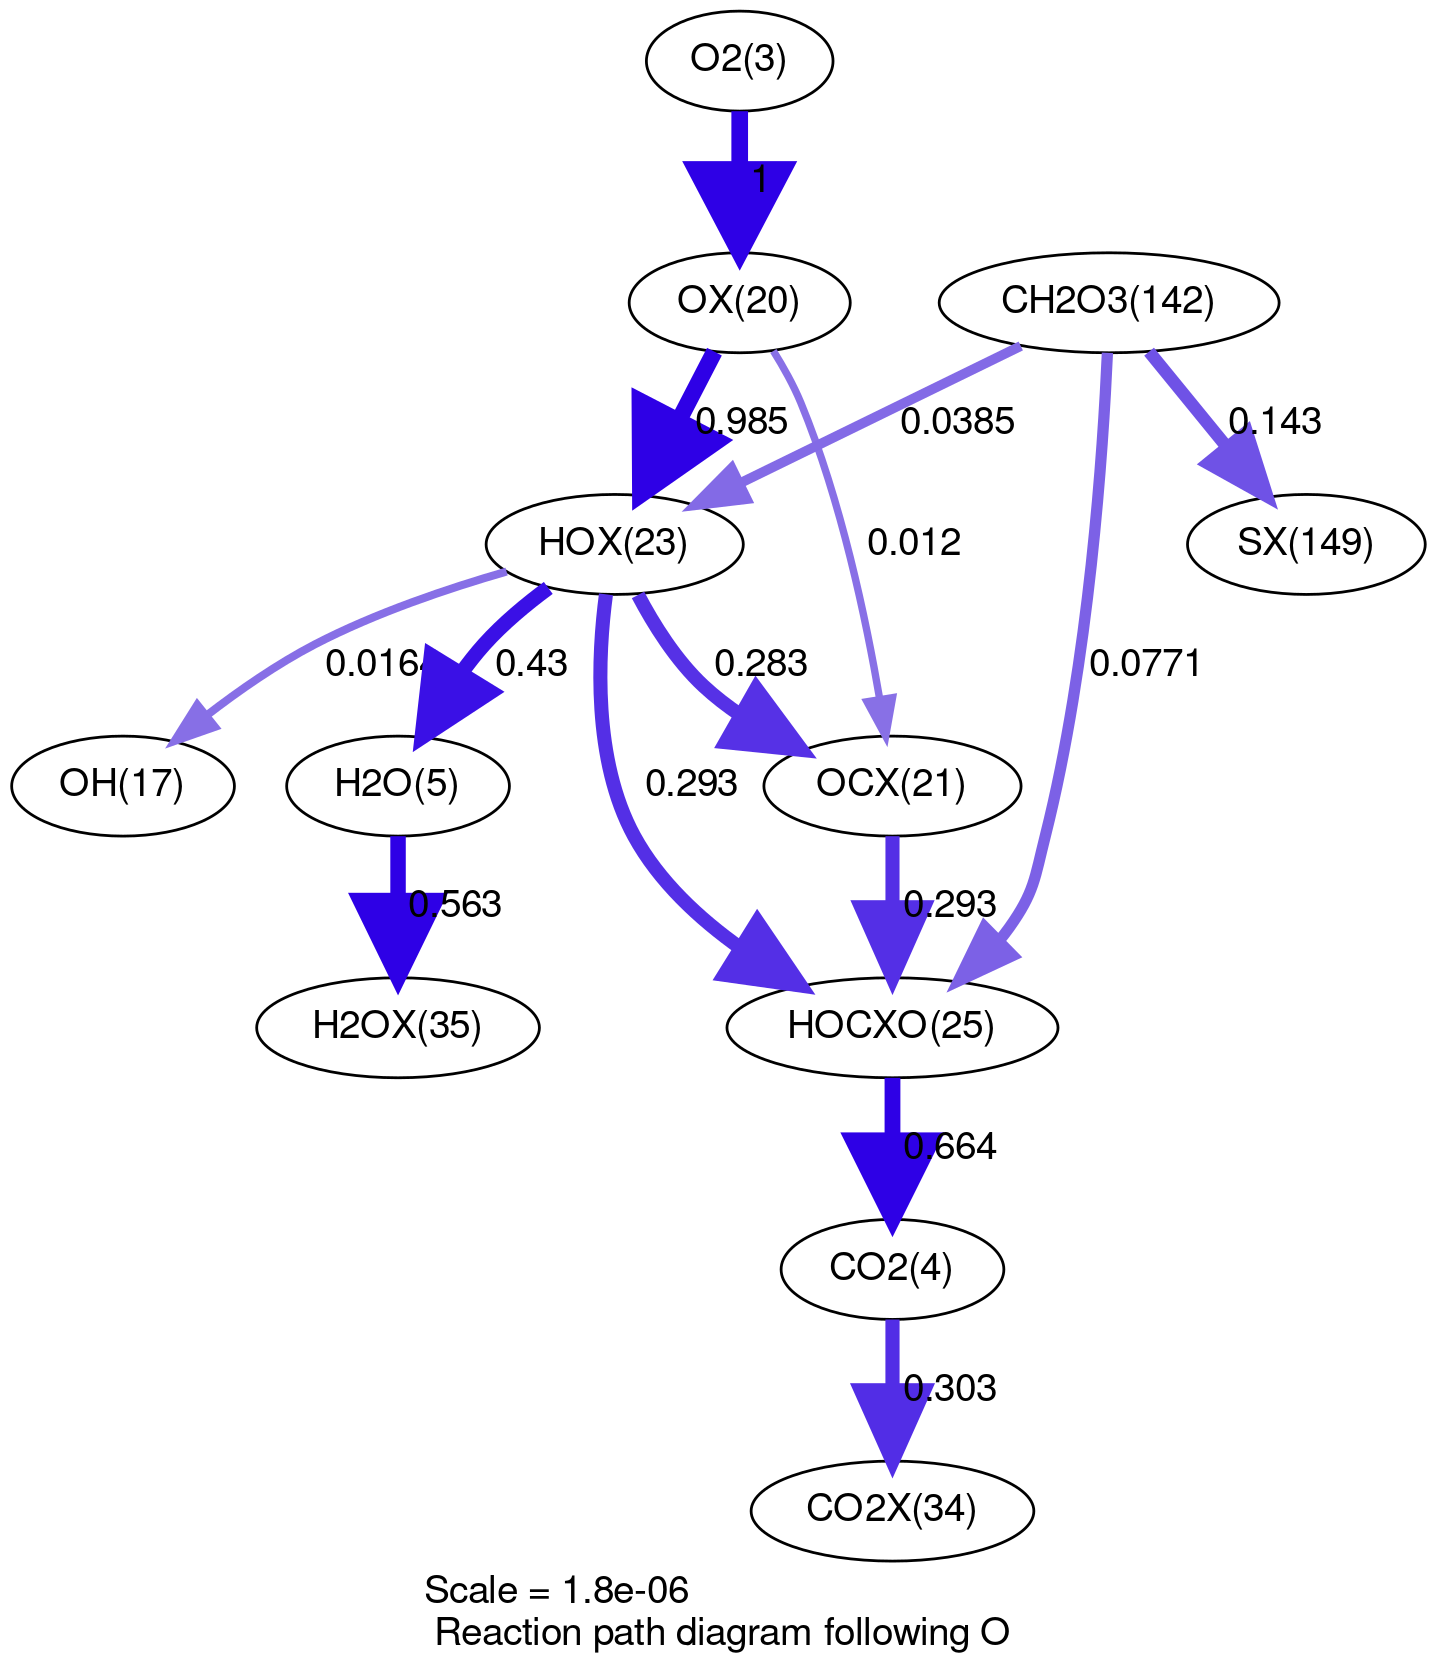 O2(3)
1
OX(20)
CH2O3(142)
0.985
0.0385
0.143
HOX(23)
0.012
SX(149)
0.0164
0.43
0.283
0.0771
OH(17)
H2O(5)
0.293
OCX(21)
0.563
0.293
H2OX(35)
HOCXO(25)
0.664
CO2(4)
0.303
CO2X(34)
Scale = 1.8e-06
Reaction path diagram following O